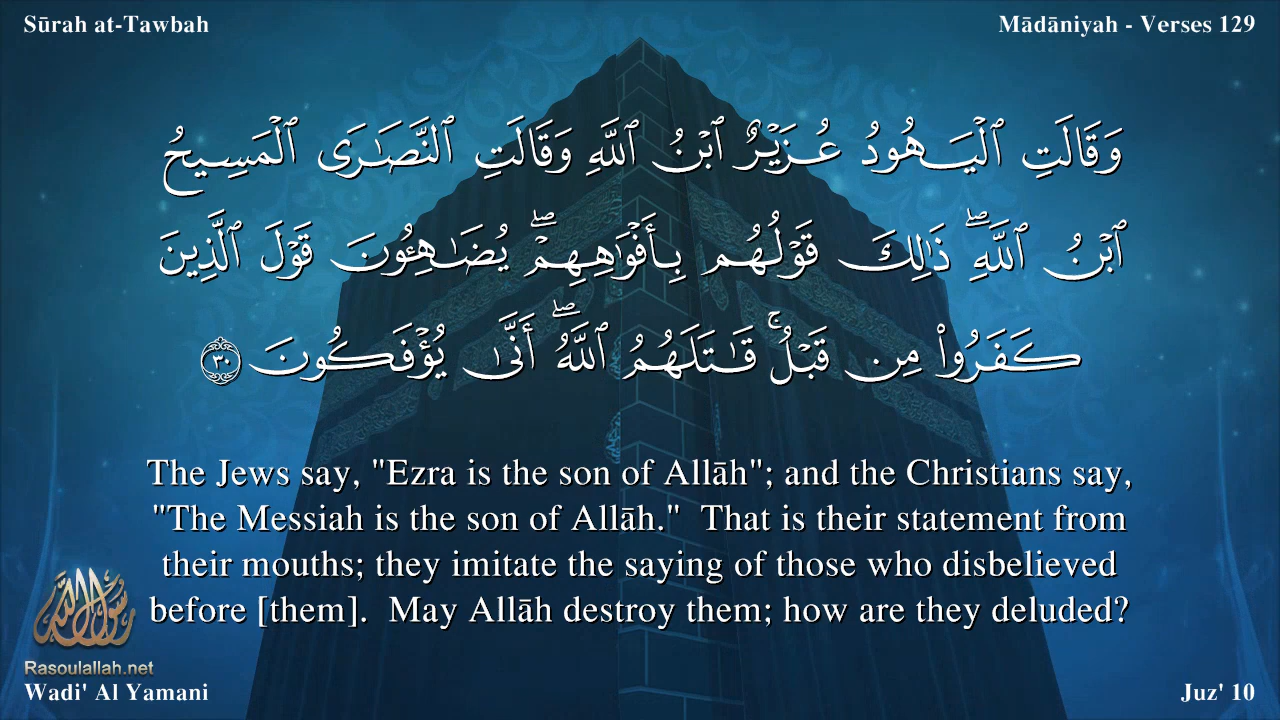 Sūrah at-Tawbah
Mādāniyah - Verses 129
وَقَالَتِ ٱلْيَهُودُ عُزَيْرٌ ٱبْنُ ٱللَّهِ وَقَالَتِ ٱلنَّصَٰرَى ٱلْمَسِيحُ
ٱبْنُ ٱللَّهِ ۖ ذَٰلِكَ قَوْلُهُم بِأَفْوَٰهِهِمْ ۖ يُضَٰهِـُٔونَ قَوْلَ ٱلَّذِينَ
كَفَرُوا۟ مِن قَبْلُ ۚ قَٰتَلَهُمُ ٱللَّهُ ۖ أَنَّىٰ يُؤْفَكُونَ ٣٠
The Jews say, "Ezra is the son of Allāh"; and the Christians say,
"The Messiah is the son of Allāh."  That is their statement from
their mouths; they imitate the saying of those who disbelieved
before [them].  May Allāh destroy them; how are they deluded?
رسول الله
Rasoulallah.net
Wadi' Al Yamani
Juz' 10